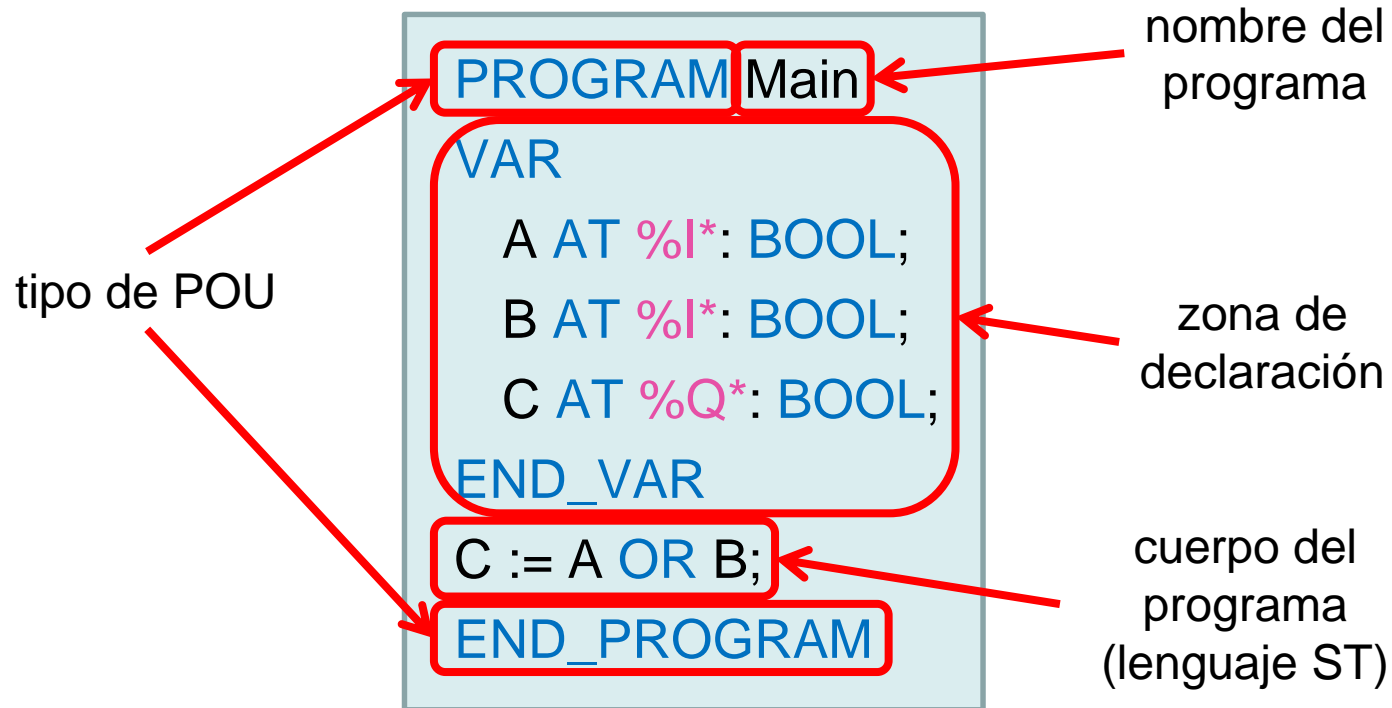 nombre del
programa
PROGRAM Main
VAR
A AT %I*: BOOL;
B AT %I*: BOOL;
C AT %Q*: BOOL;
END_VAR
C := A OR B;
END_PROGRAM
tipo de POU
zona de
declaración
cuerpo del
programa
(lenguaje ST)